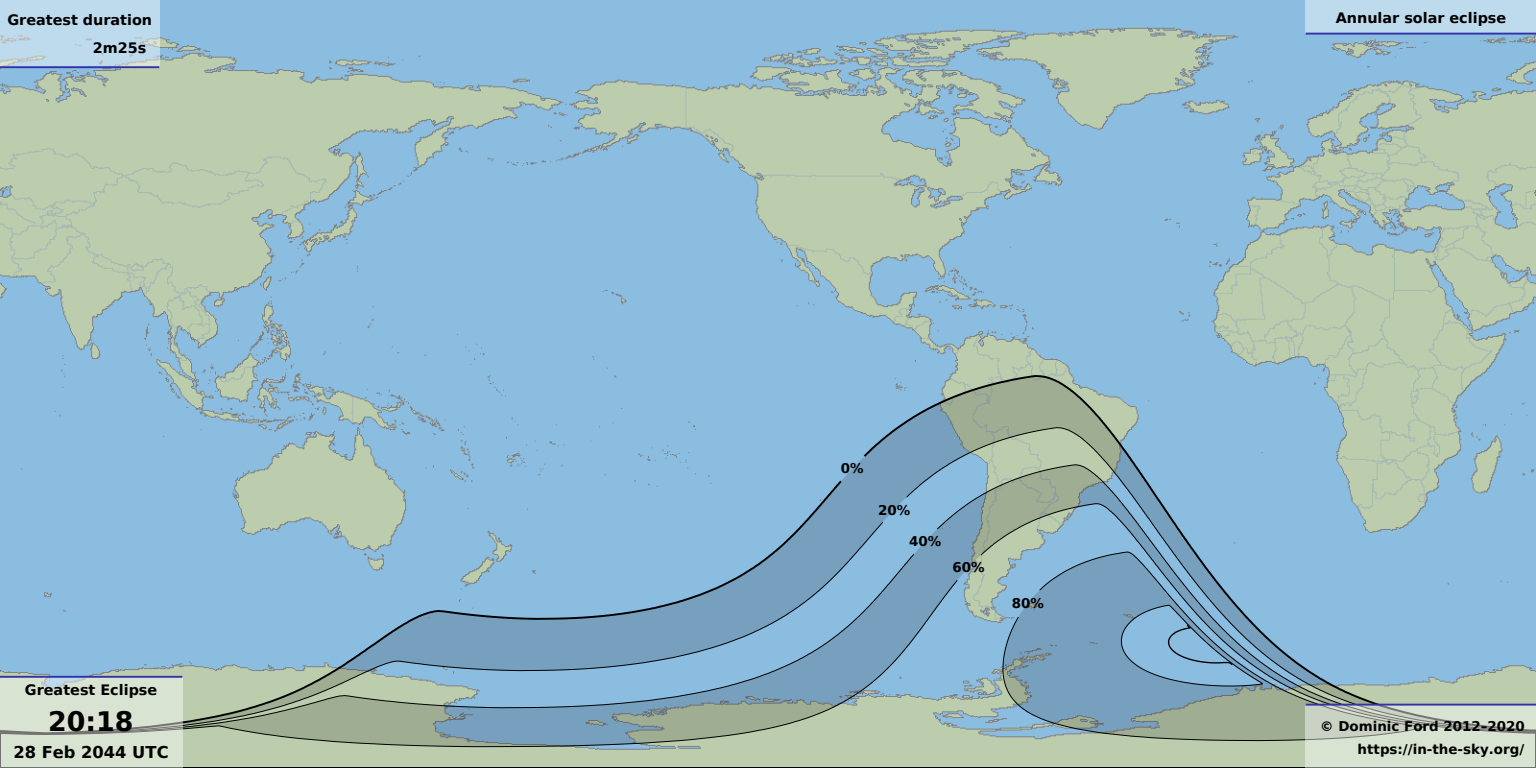 Greatest duration
2m25s
Annular solar eclipse
0%
20%
40%
60%
80%
Greatest Eclipse
20:18
28 Feb 2044 UTC
© Dominic Ford 2012–2020
https://in-the-sky.org/